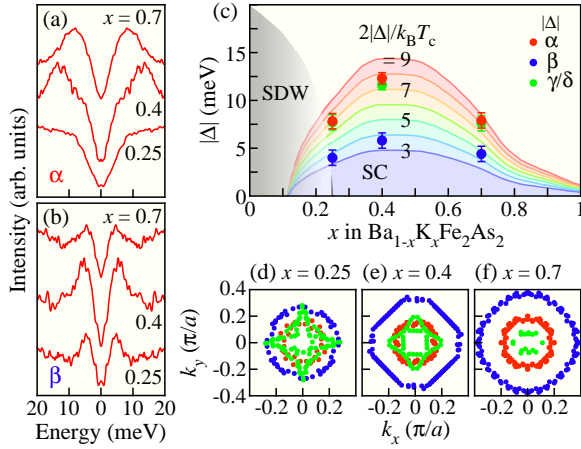 (a) x = 0.7
0.4
0.25
α
(b) x = 0.7
0.4
0.25
β
Intensity (arb. units)
20 10 0 10 20
Energy (meV)
(c)
2|Δ|/k_BT_c
= 9
7
5
3
SDW
SC
|Δ|
α
β
γ/δ
|Δ| (meV)
15
10
5
0
0 0.2 0.4 0.6 0.8 1
x in Ba₁₋ₓKₓFe₂As₂
(d) x = 0.25 (e) x = 0.4 (f) x = 0.7
k_y (π/a)
0.4
0.2
0
-0.2
-0.4
-0.2 0 0.2 -0.2 0 0.2 -0.2 0 0.2
k_x (π/a)